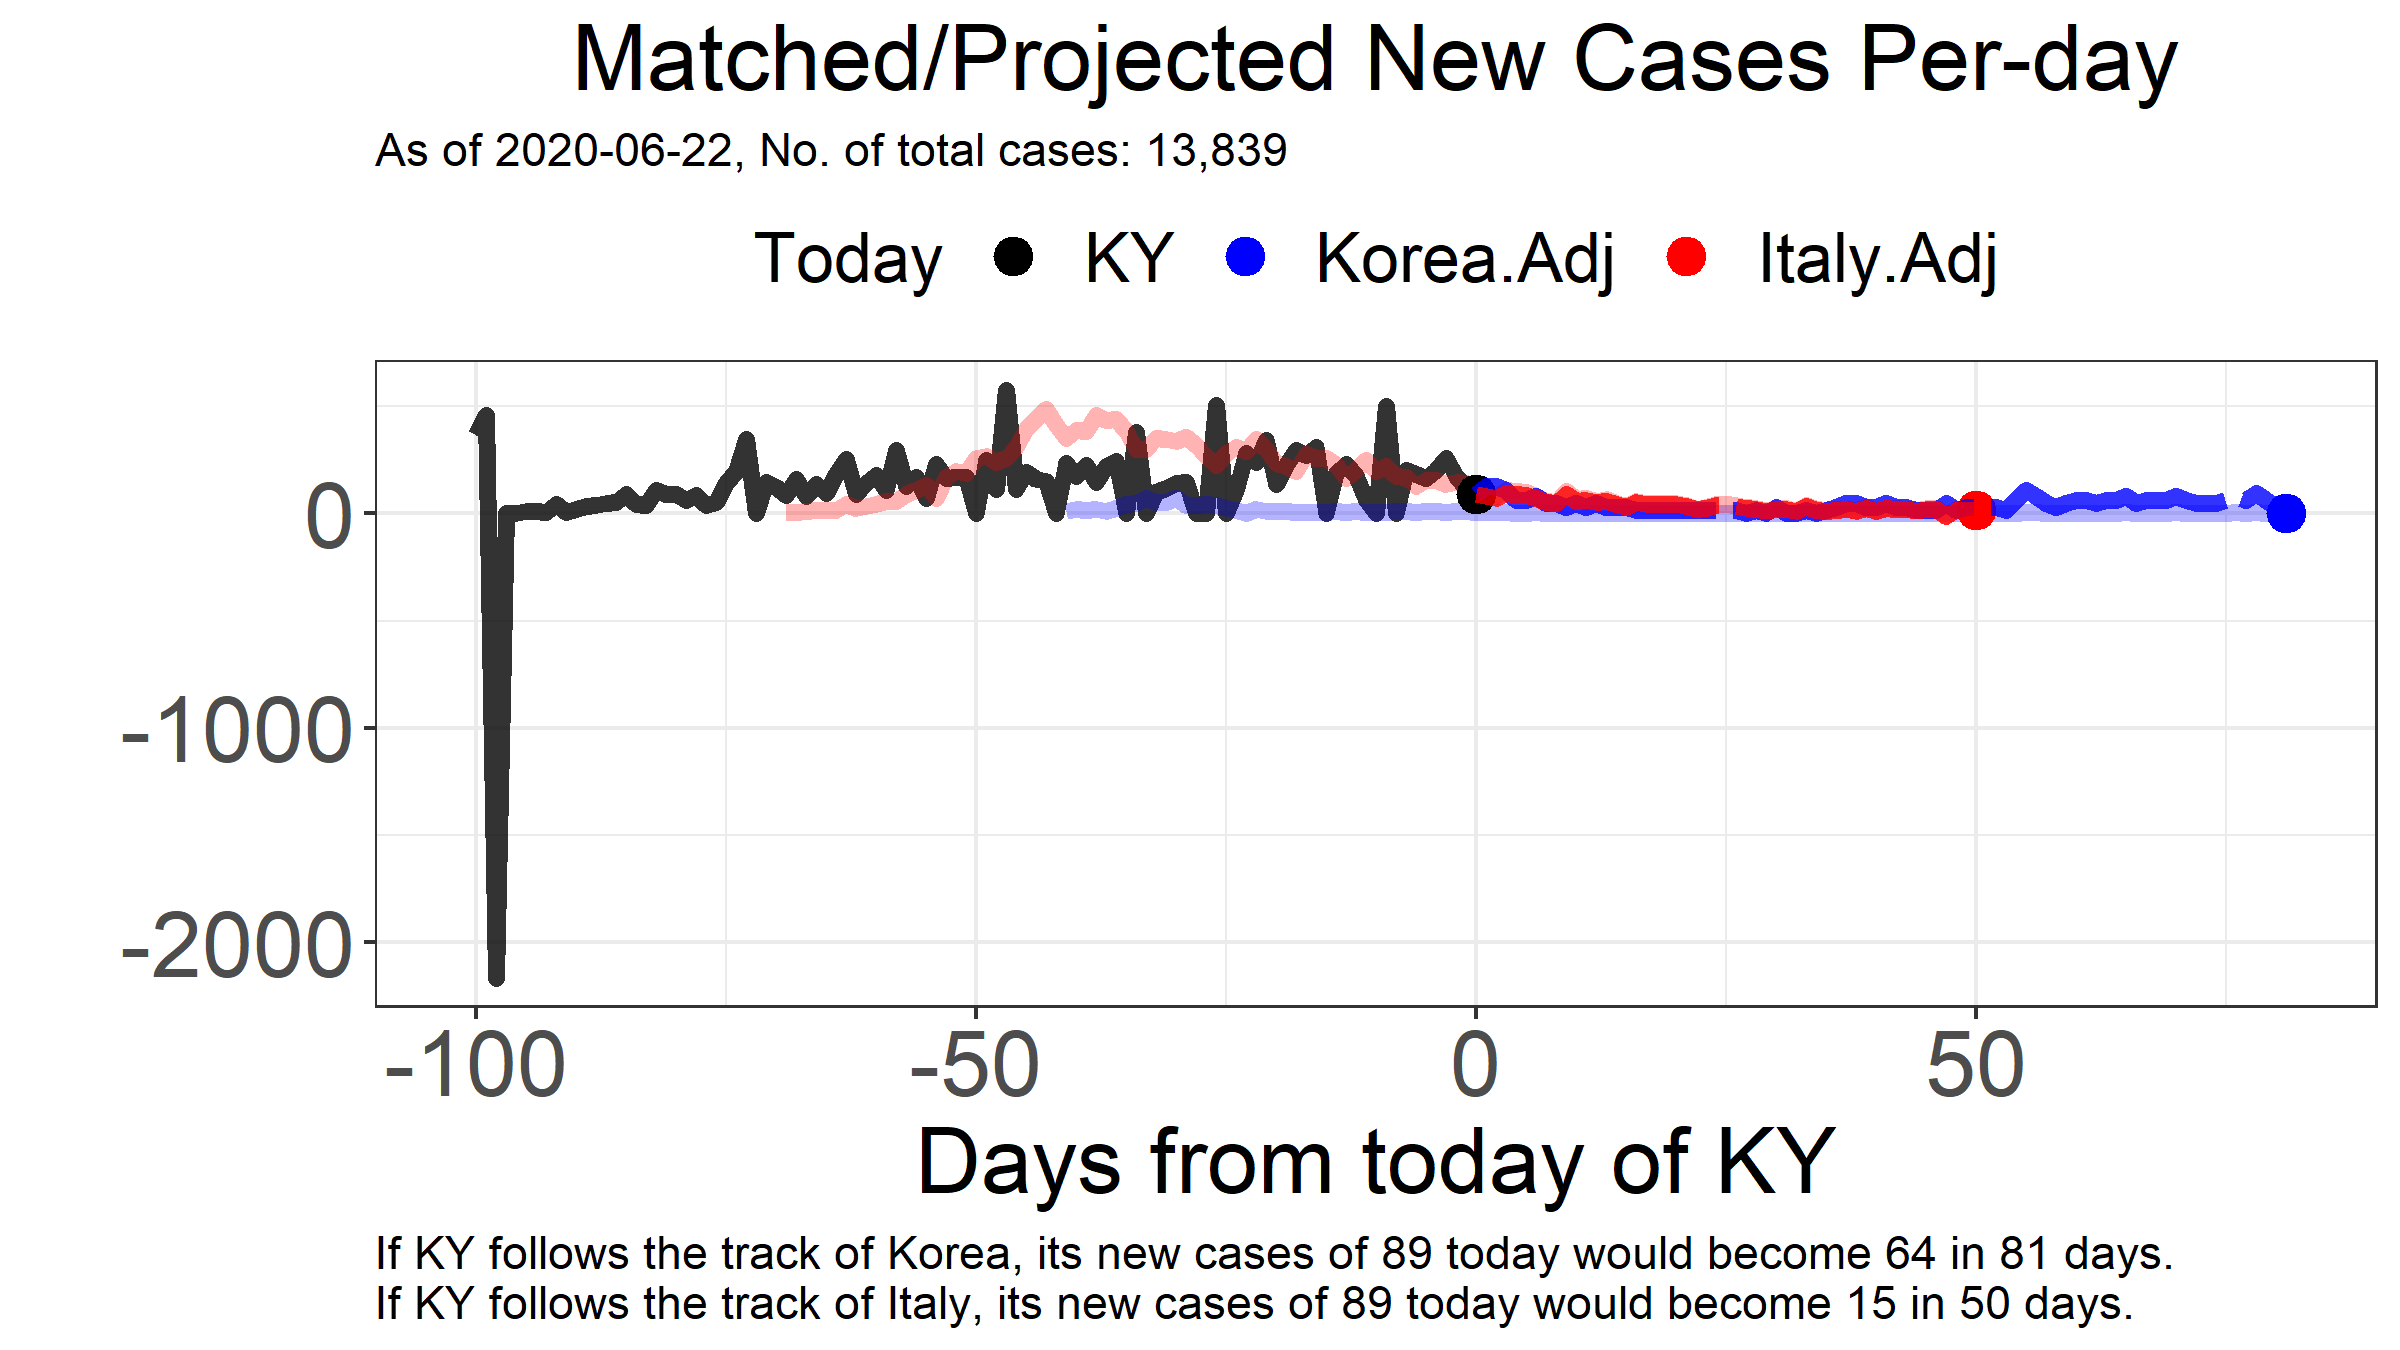 Matched/Projected New Cases Per-day
As of 2020-06-22, No. of total cases: 13,839
Today KY Korea.Adj Italy.Adj
0
-1000
-2000
-100 -50 0 50
Days from today of KY
If KY follows the track of Korea, its new cases of 89 today would become 64 in 81 days.
If KY follows the track of Italy, its new cases of 89 today would become 15 in 50 days.